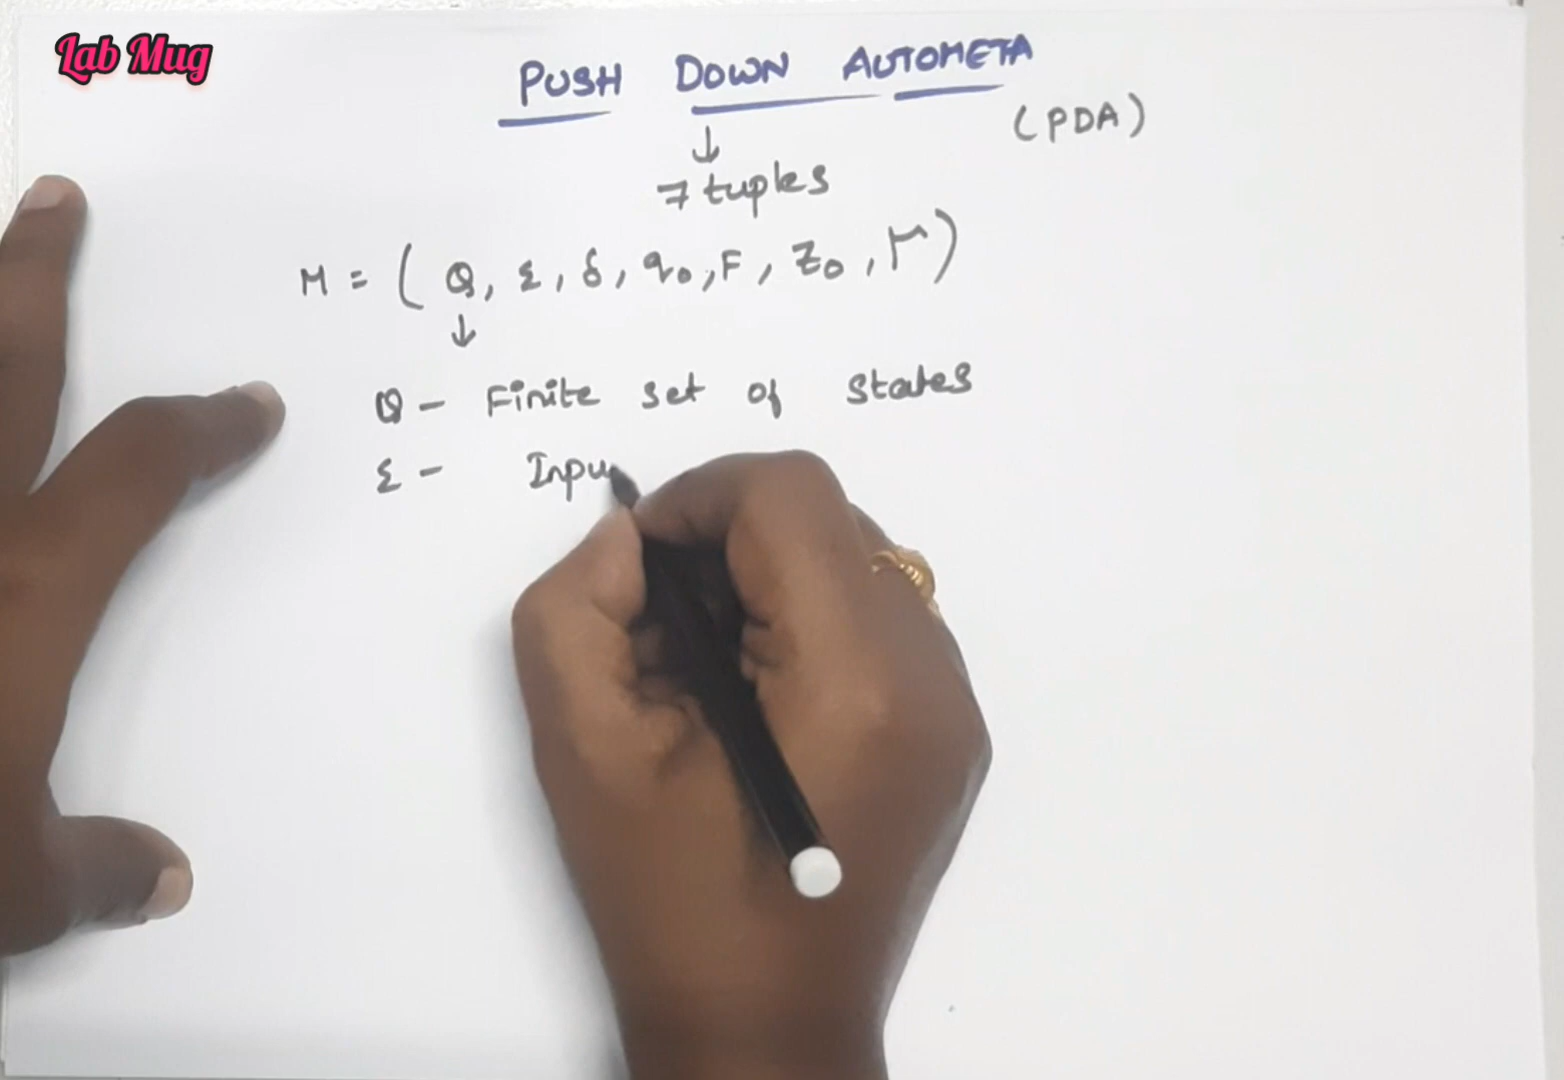 Lab Mug
PUSH DOWN AUTOMETA
(PDA)
↓
7 tuples
M = ( Q, Σ, δ, q0, F, Z0, Γ)
↓
Q - Finite set of states
Σ - Inpu